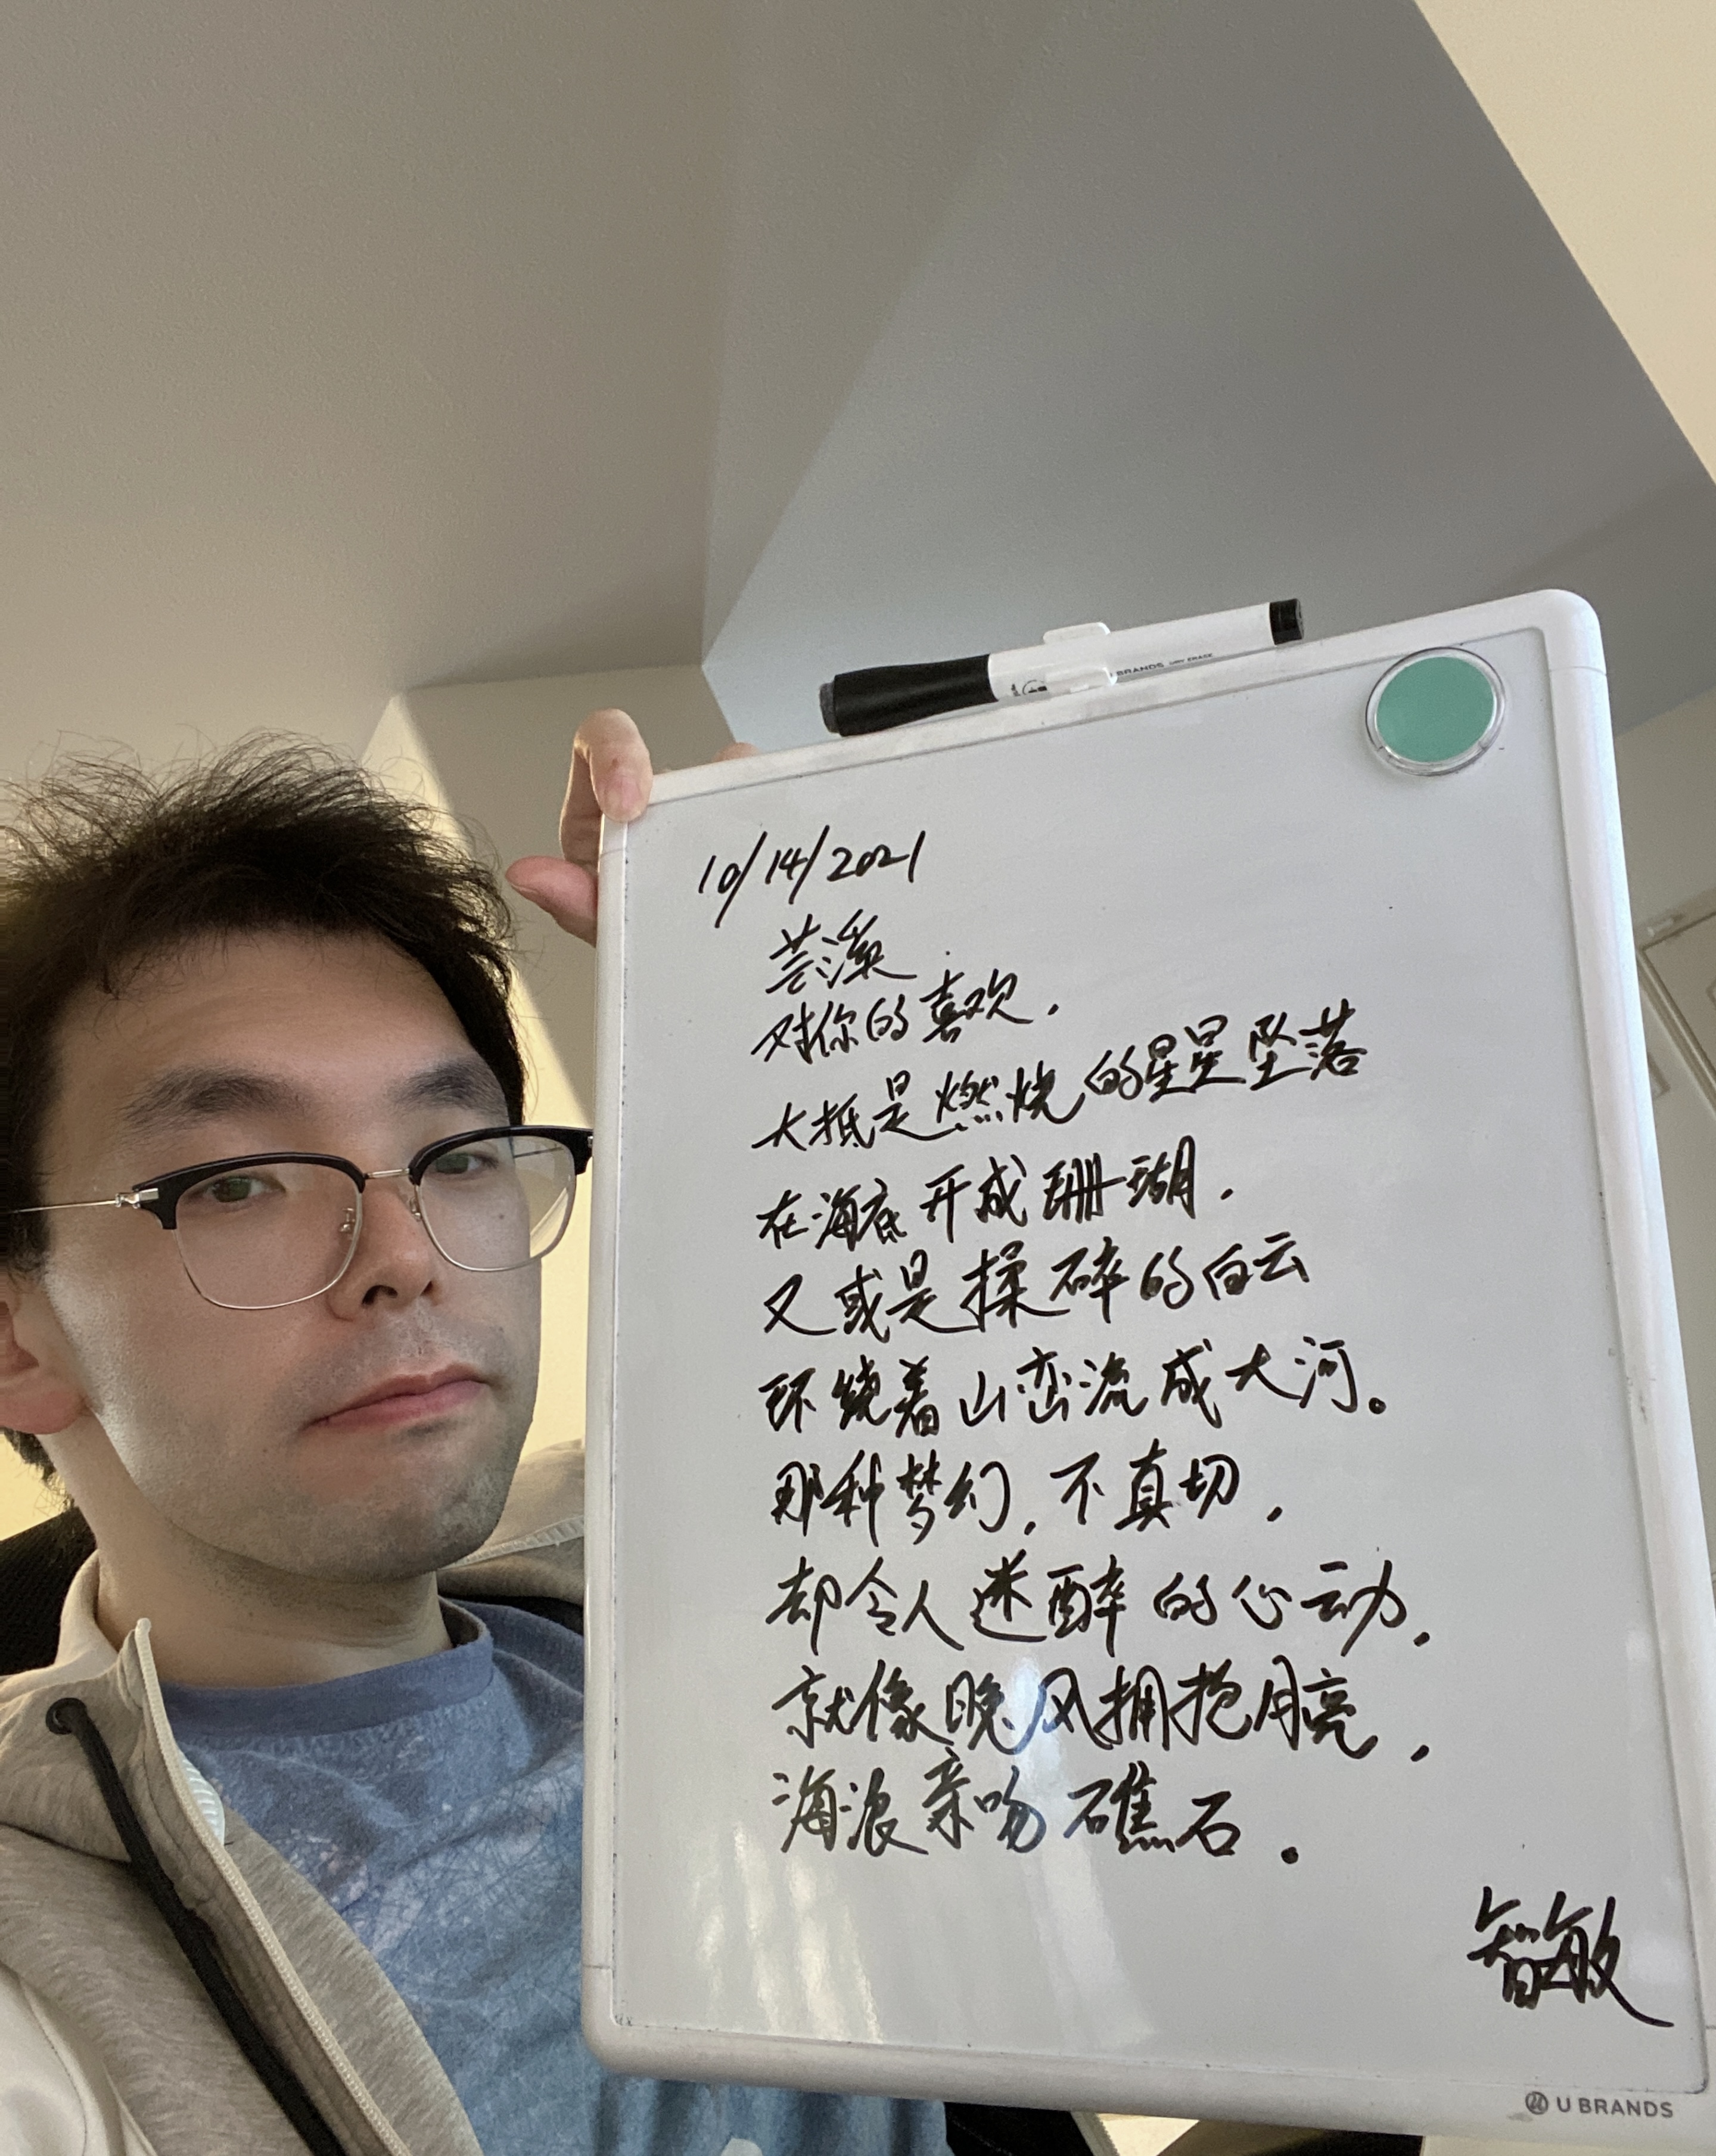 BRANDS
10/14/2021
芸溪
对你的喜欢,
大抵是燃烧的星星坠落
在海底开成珊瑚,
又或是揉碎的白云
环绕着山峦流成大河。
那种梦幻,不真切,
却令人迷醉的心动,
就像晚风拥抱月亮,
海浪亲吻礁石.
智敏
U BRANDS